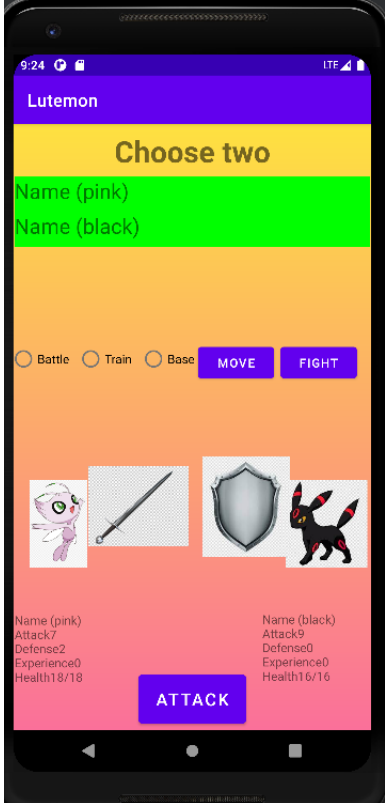 9:24 LTE
Lutemon
Choose two
Name (pink)
Name (black)
Battle Train Base MOVE FIGHT
Name (pink)
Attack7
Defense2
Experience0
Health18/18
Name (black)
Attack9
Defense0
Experience0
Health16/16
ATTACK